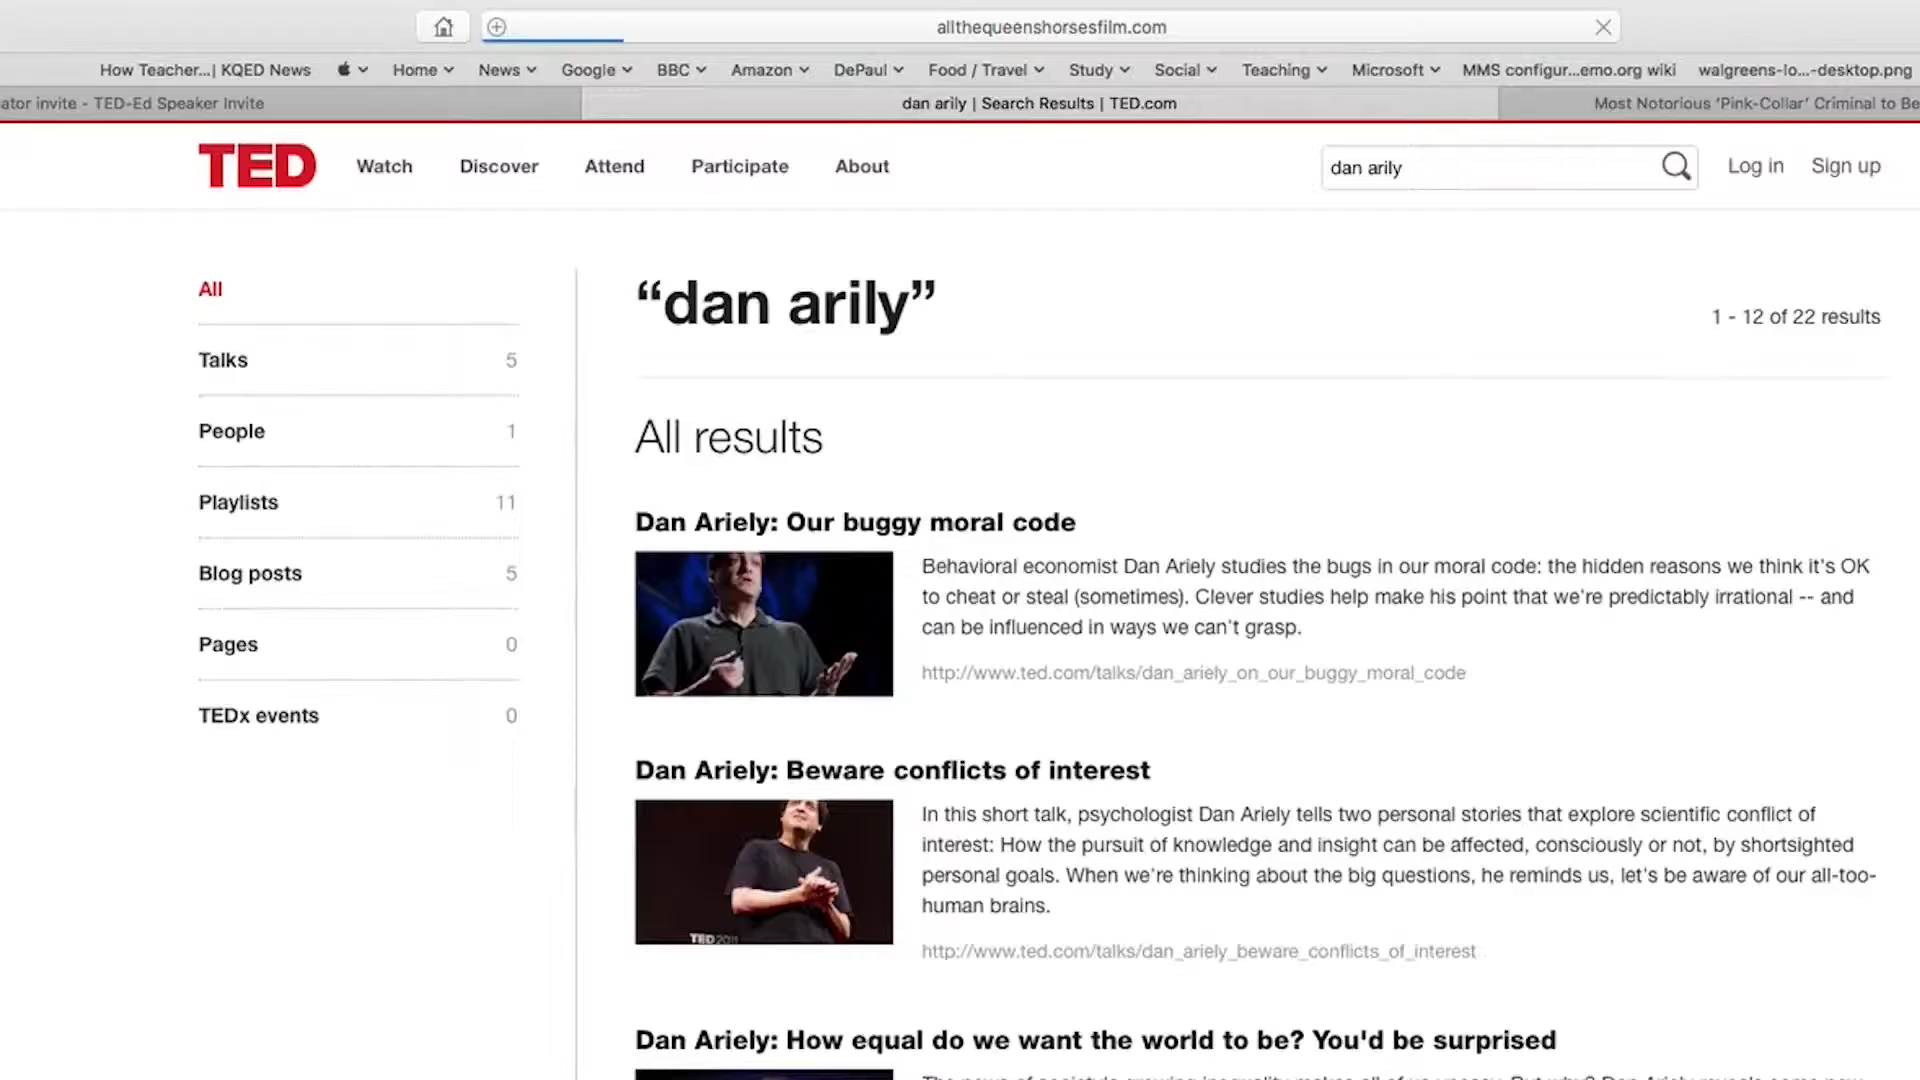 allthequeenshorsesfilm.com
How Teacher...| KQED News Home News Google BBC Amazon DePaul Food / Travel Study Social Teaching Microsoft MMS configur...emo.org wiki walgreens-lo...-desktop.png
ator invite - TED-Ed Speaker Invite
dan arily | Search Results | TED.com
Most Notorious 'Pink-Collar' Criminal to Be
TED Watch Discover Attend Participate About
dan arily
Log in Sign up
All
Talks 5
People 1
Playlists 11
Blog posts 5
Pages 0
TEDx events 0
“dan arily”
1 - 12 of 22 results
All results
Dan Ariely: Our buggy moral code
Behavioral economist Dan Ariely studies the bugs in our moral code: the hidden reasons we think it's OK
to cheat or steal (sometimes). Clever studies help make his point that we're predictably irrational -- and
can be influenced in ways we can't grasp.
http://www.ted.com/talks/dan_ariely_on_our_buggy_moral_code
Dan Ariely: Beware conflicts of interest
TED2011
In this short talk, psychologist Dan Ariely tells two personal stories that explore scientific conflict of
interest: How the pursuit of knowledge and insight can be affected, consciously or not, by shortsighted
personal goals. When we're thinking about the big questions, he reminds us, let's be aware of our all-too-
human brains.
http://www.ted.com/talks/dan_ariely_beware_conflicts_of_interest
Dan Ariely: How equal do we want the world to be? You'd be surprised